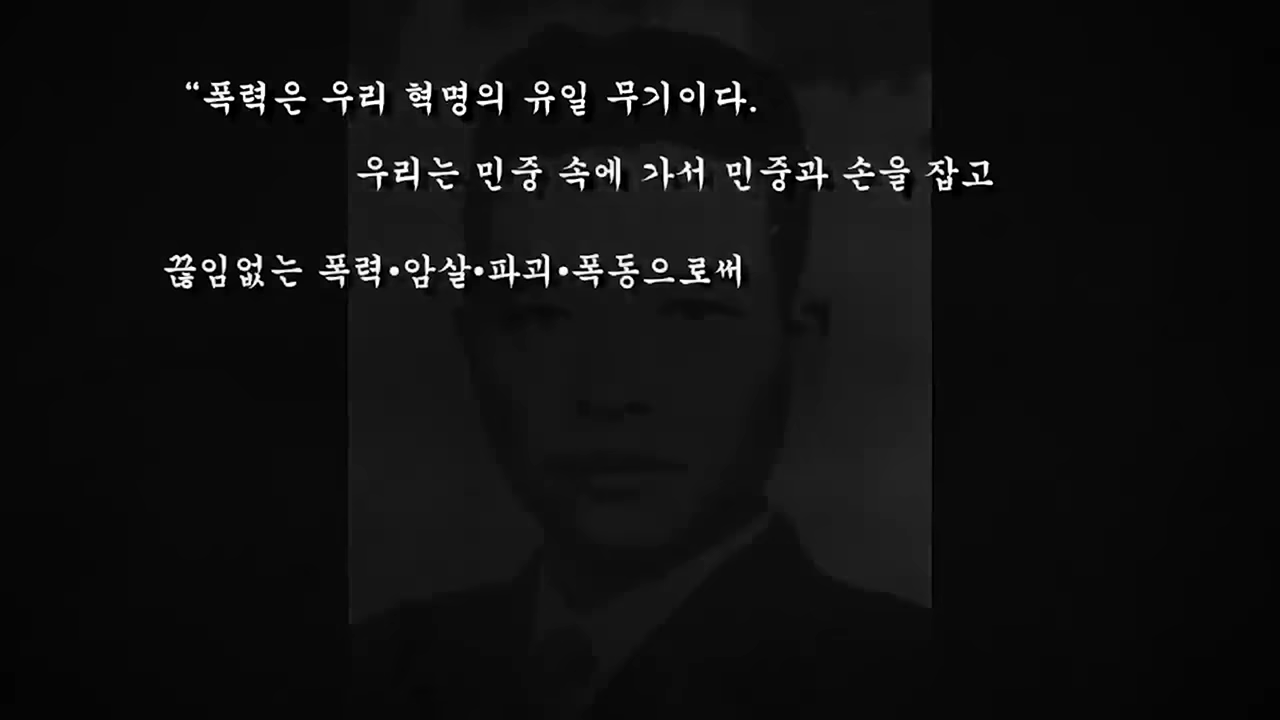 “폭력은 우리 혁명의 유일 무기이다.
우리는 민중 속에 가서 민중과 손을 잡고
끊임없는 폭력•암살•파괴•폭동으로써